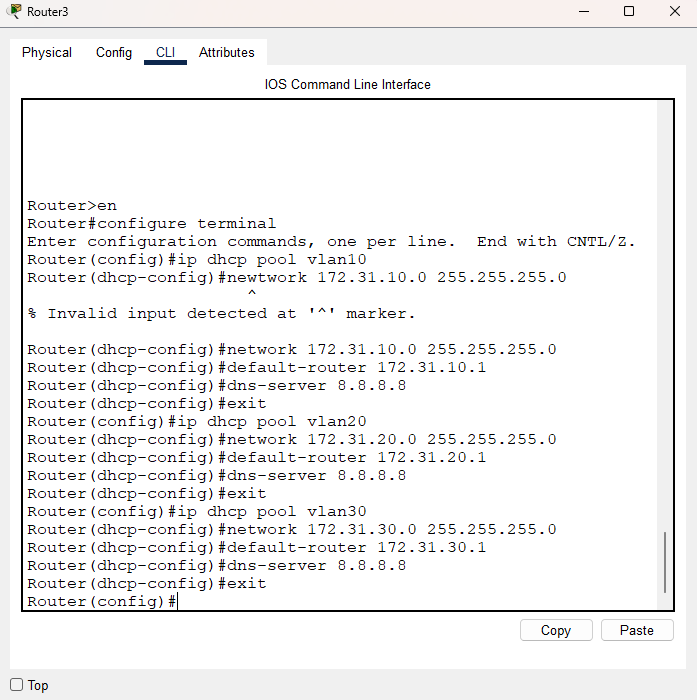 Router3
Physical Config CLI Attributes
IOS Command Line Interface
Router>en
Router#configure terminal
Enter configuration commands, one per line.  End with CNTL/Z.
Router(config)#ip dhcp pool vlan10
Router(dhcp-config)#newtwork 172.31.10.0 255.255.255.0
^
% Invalid input detected at '^' marker.
Router(dhcp-config)#network 172.31.10.0 255.255.255.0
Router(dhcp-config)#default-router 172.31.10.1
Router(dhcp-config)#dns-server 8.8.8.8
Router(dhcp-config)#exit
Router(config)#ip dhcp pool vlan20
Router(dhcp-config)#network 172.31.20.0 255.255.255.0
Router(dhcp-config)#default-router 172.31.20.1
Router(dhcp-config)#dns-server 8.8.8.8
Router(dhcp-config)#exit
Router(config)#ip dhcp pool vlan30
Router(dhcp-config)#network 172.31.30.0 255.255.255.0
Router(dhcp-config)#default-router 172.31.30.1
Router(dhcp-config)#dns-server 8.8.8.8
Router(dhcp-config)#exit
Router(config)#
Copy Paste
Top